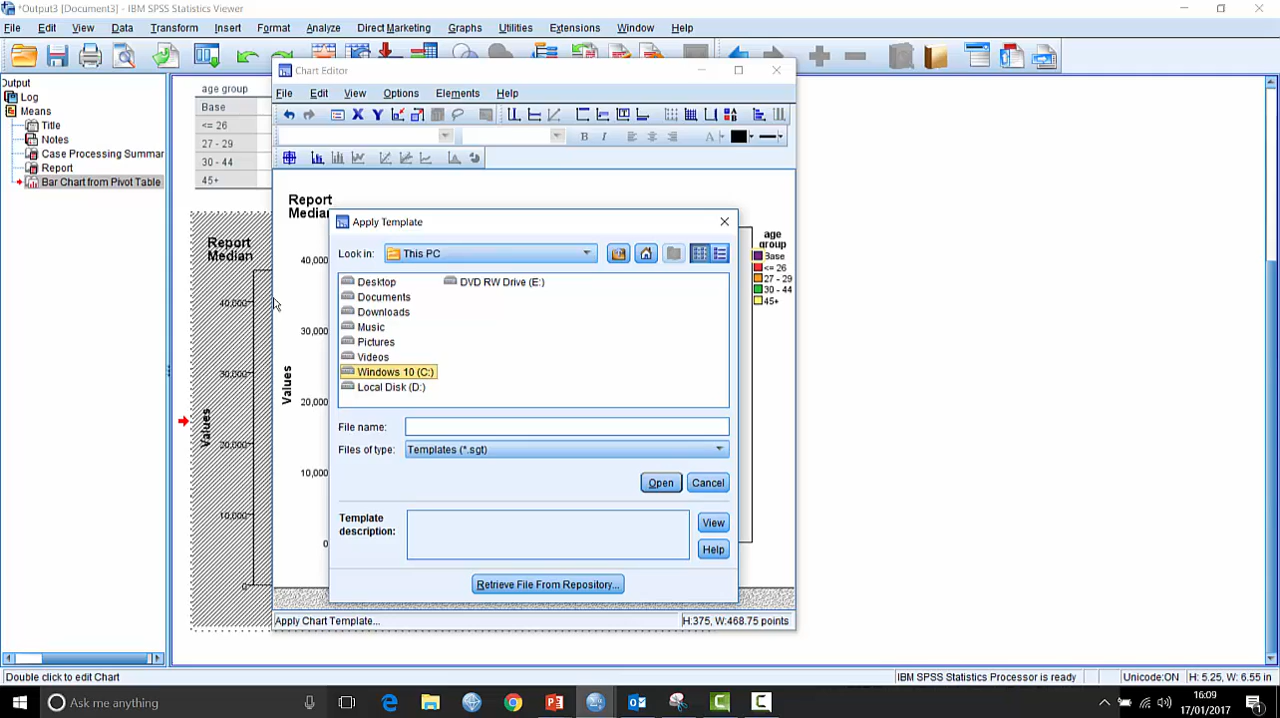 *Output3 [Document3] - IBM SPSS Statistics Viewer
File Edit View Data Transform Insert Format Analyze Direct Marketing Graphs Utilities Extensions Window Help
Output
Log
Means
Title
Notes
Case Processing Summar
Report
Bar Chart from Pivot Table
age group
Base
<= 26
27 - 29
30 - 44
45+
Report
Median
40,000
30,000
20,000
10,000
0
Values
Chart Editor
File Edit View Options Elements Help
B I A
Report
Median
40,000
30,000
20,000
10,000
0
Values
age
group
Base
<= 26
27 - 29
30 - 44
45+
Apply Template
Look in: This PC
Desktop
Documents
Downloads
Music
Pictures
Videos
Windows 10 (C:)
Local Disk (D:)
DVD RW Drive (E:)
File name:
Files of type: Templates (*.sgt)
Open Cancel
Template
description:
View
Help
Retrieve File From Repository...
Apply Chart Template...
H:375, W:468.75 points
Double click to edit Chart
IBM SPSS Statistics Processor is ready
Unicode:ON
H: 5.25, W: 6.55 in
Ask me anything
16:09
17/01/2017